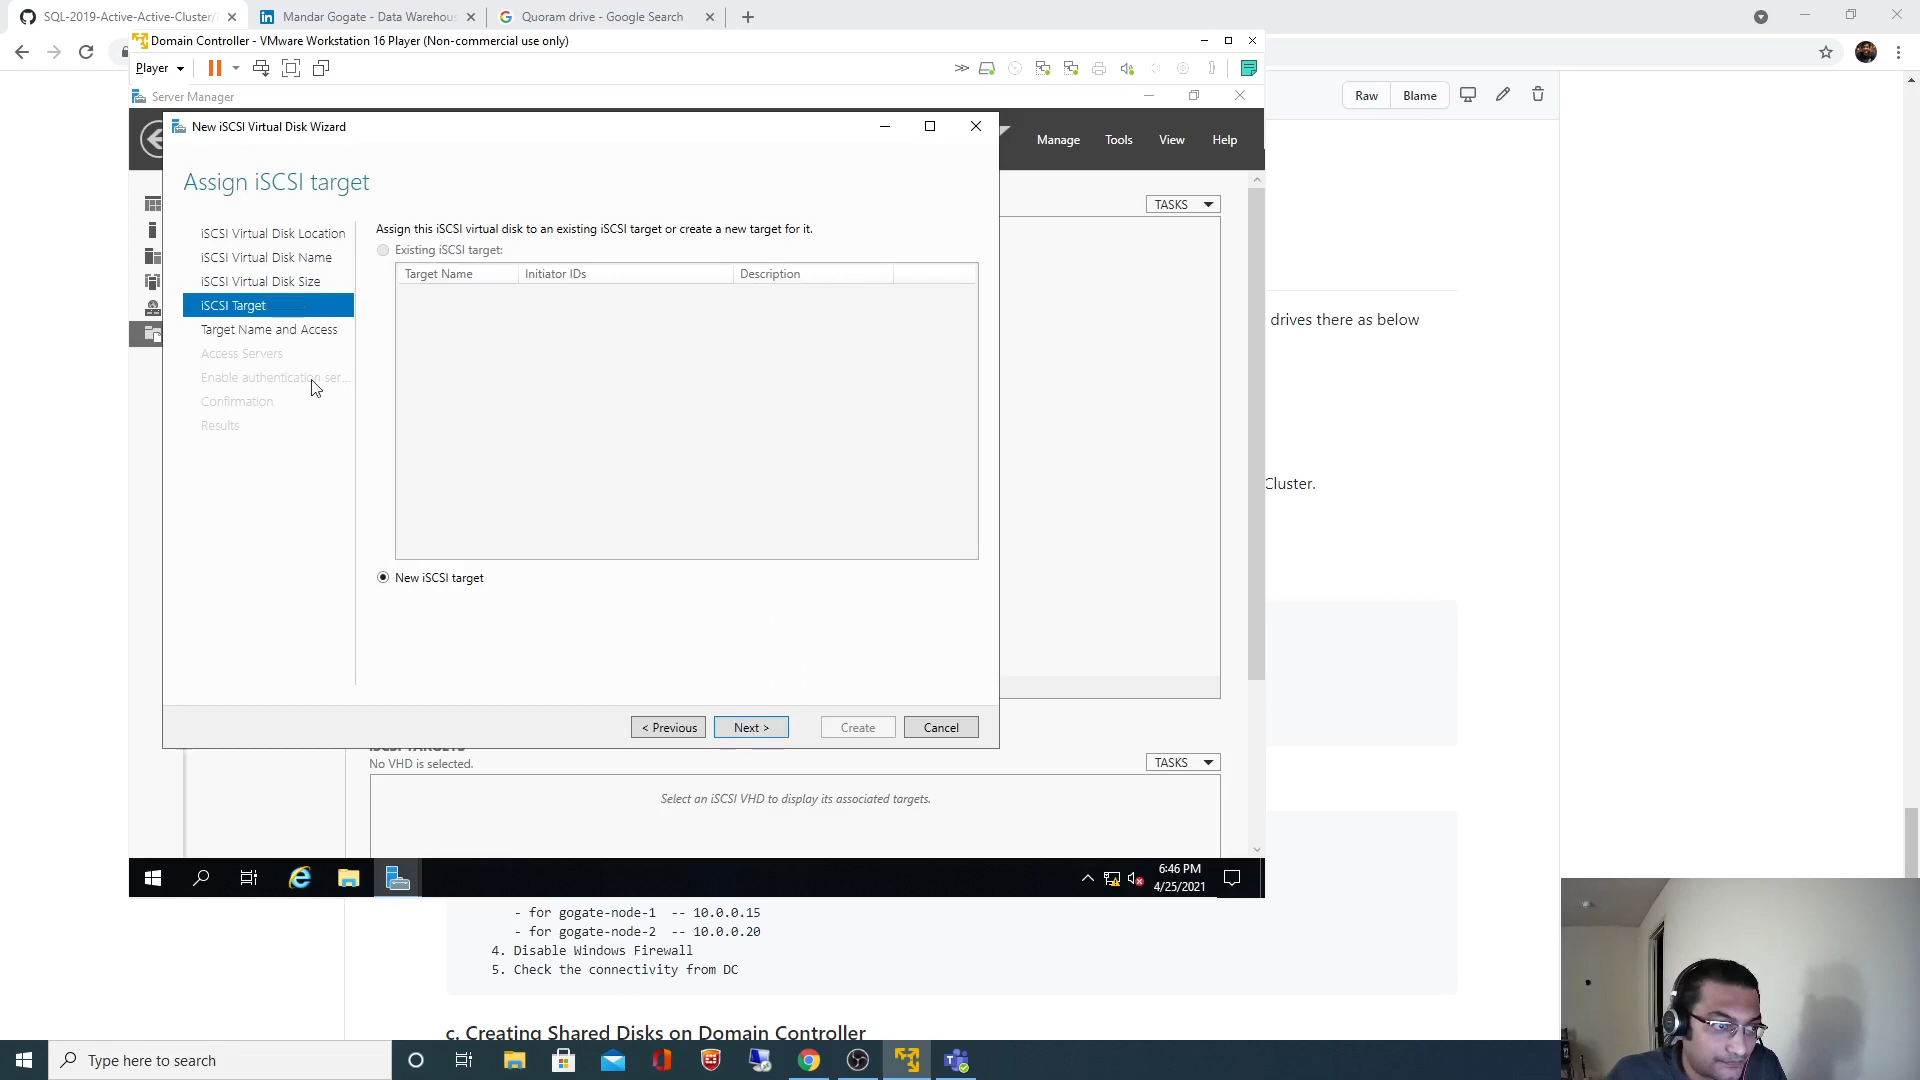 SQL-2019-Active-Active-Cluster/
Mandar Gogate - Data Warehous
Quoram drive - Google Search
Domain Controller - VMware Workstation 16 Player (Non-commercial use only)
Player
Server Manager
Raw
Blame
New iSCSI Virtual Disk Wizard
Manage
Tools
View
Help
Assign iSCSI target
TASKS
iSCSI Virtual Disk Location
iSCSI Virtual Disk Name
iSCSI Virtual Disk Size
iSCSI Target
Target Name and Access
Access Servers
Enable authentication ser...
Confirmation
Results
Assign this iSCSI virtual disk to an existing iSCSI target or create a new target for it.
Existing iSCSI target:
Target Name
Initiator IDs
Description
New iSCSI target
drives there as below
Cluster.
< Previous
Next >
Create
Cancel
iSCSI TARGETS
No VHD is selected.
TASKS
Select an iSCSI VHD to display its associated targets.
6:46 PM
4/25/2021
- for gogate-node-1 -- 10.0.0.15
- for gogate-node-2 -- 10.0.0.20
4. Disable Windows Firewall
5. Check the connectivity from DC
c. Creating Shared Disks on Domain Controller
Type here to search